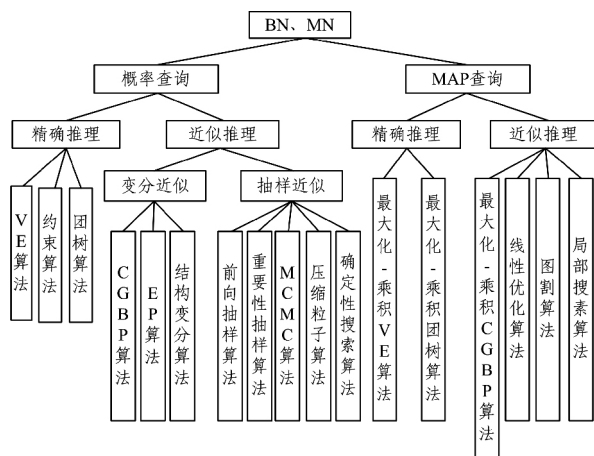 BN、MN
概率查询
MAP查询
精确推理
近似推理
精确推理
近似推理
变分近似
抽样近似
VE算法
约束算法
团树算法
CGBP算法
EP算法
结构变分算法
前向抽样算法
重要性抽样算法
MCMC算法
压缩粒子算法
确定性搜索算法
最大化-乘积VE算法
最大化-乘积团树算法
最大化-乘积CGBP算法
线性优化算法
图割算法
局部搜索算法